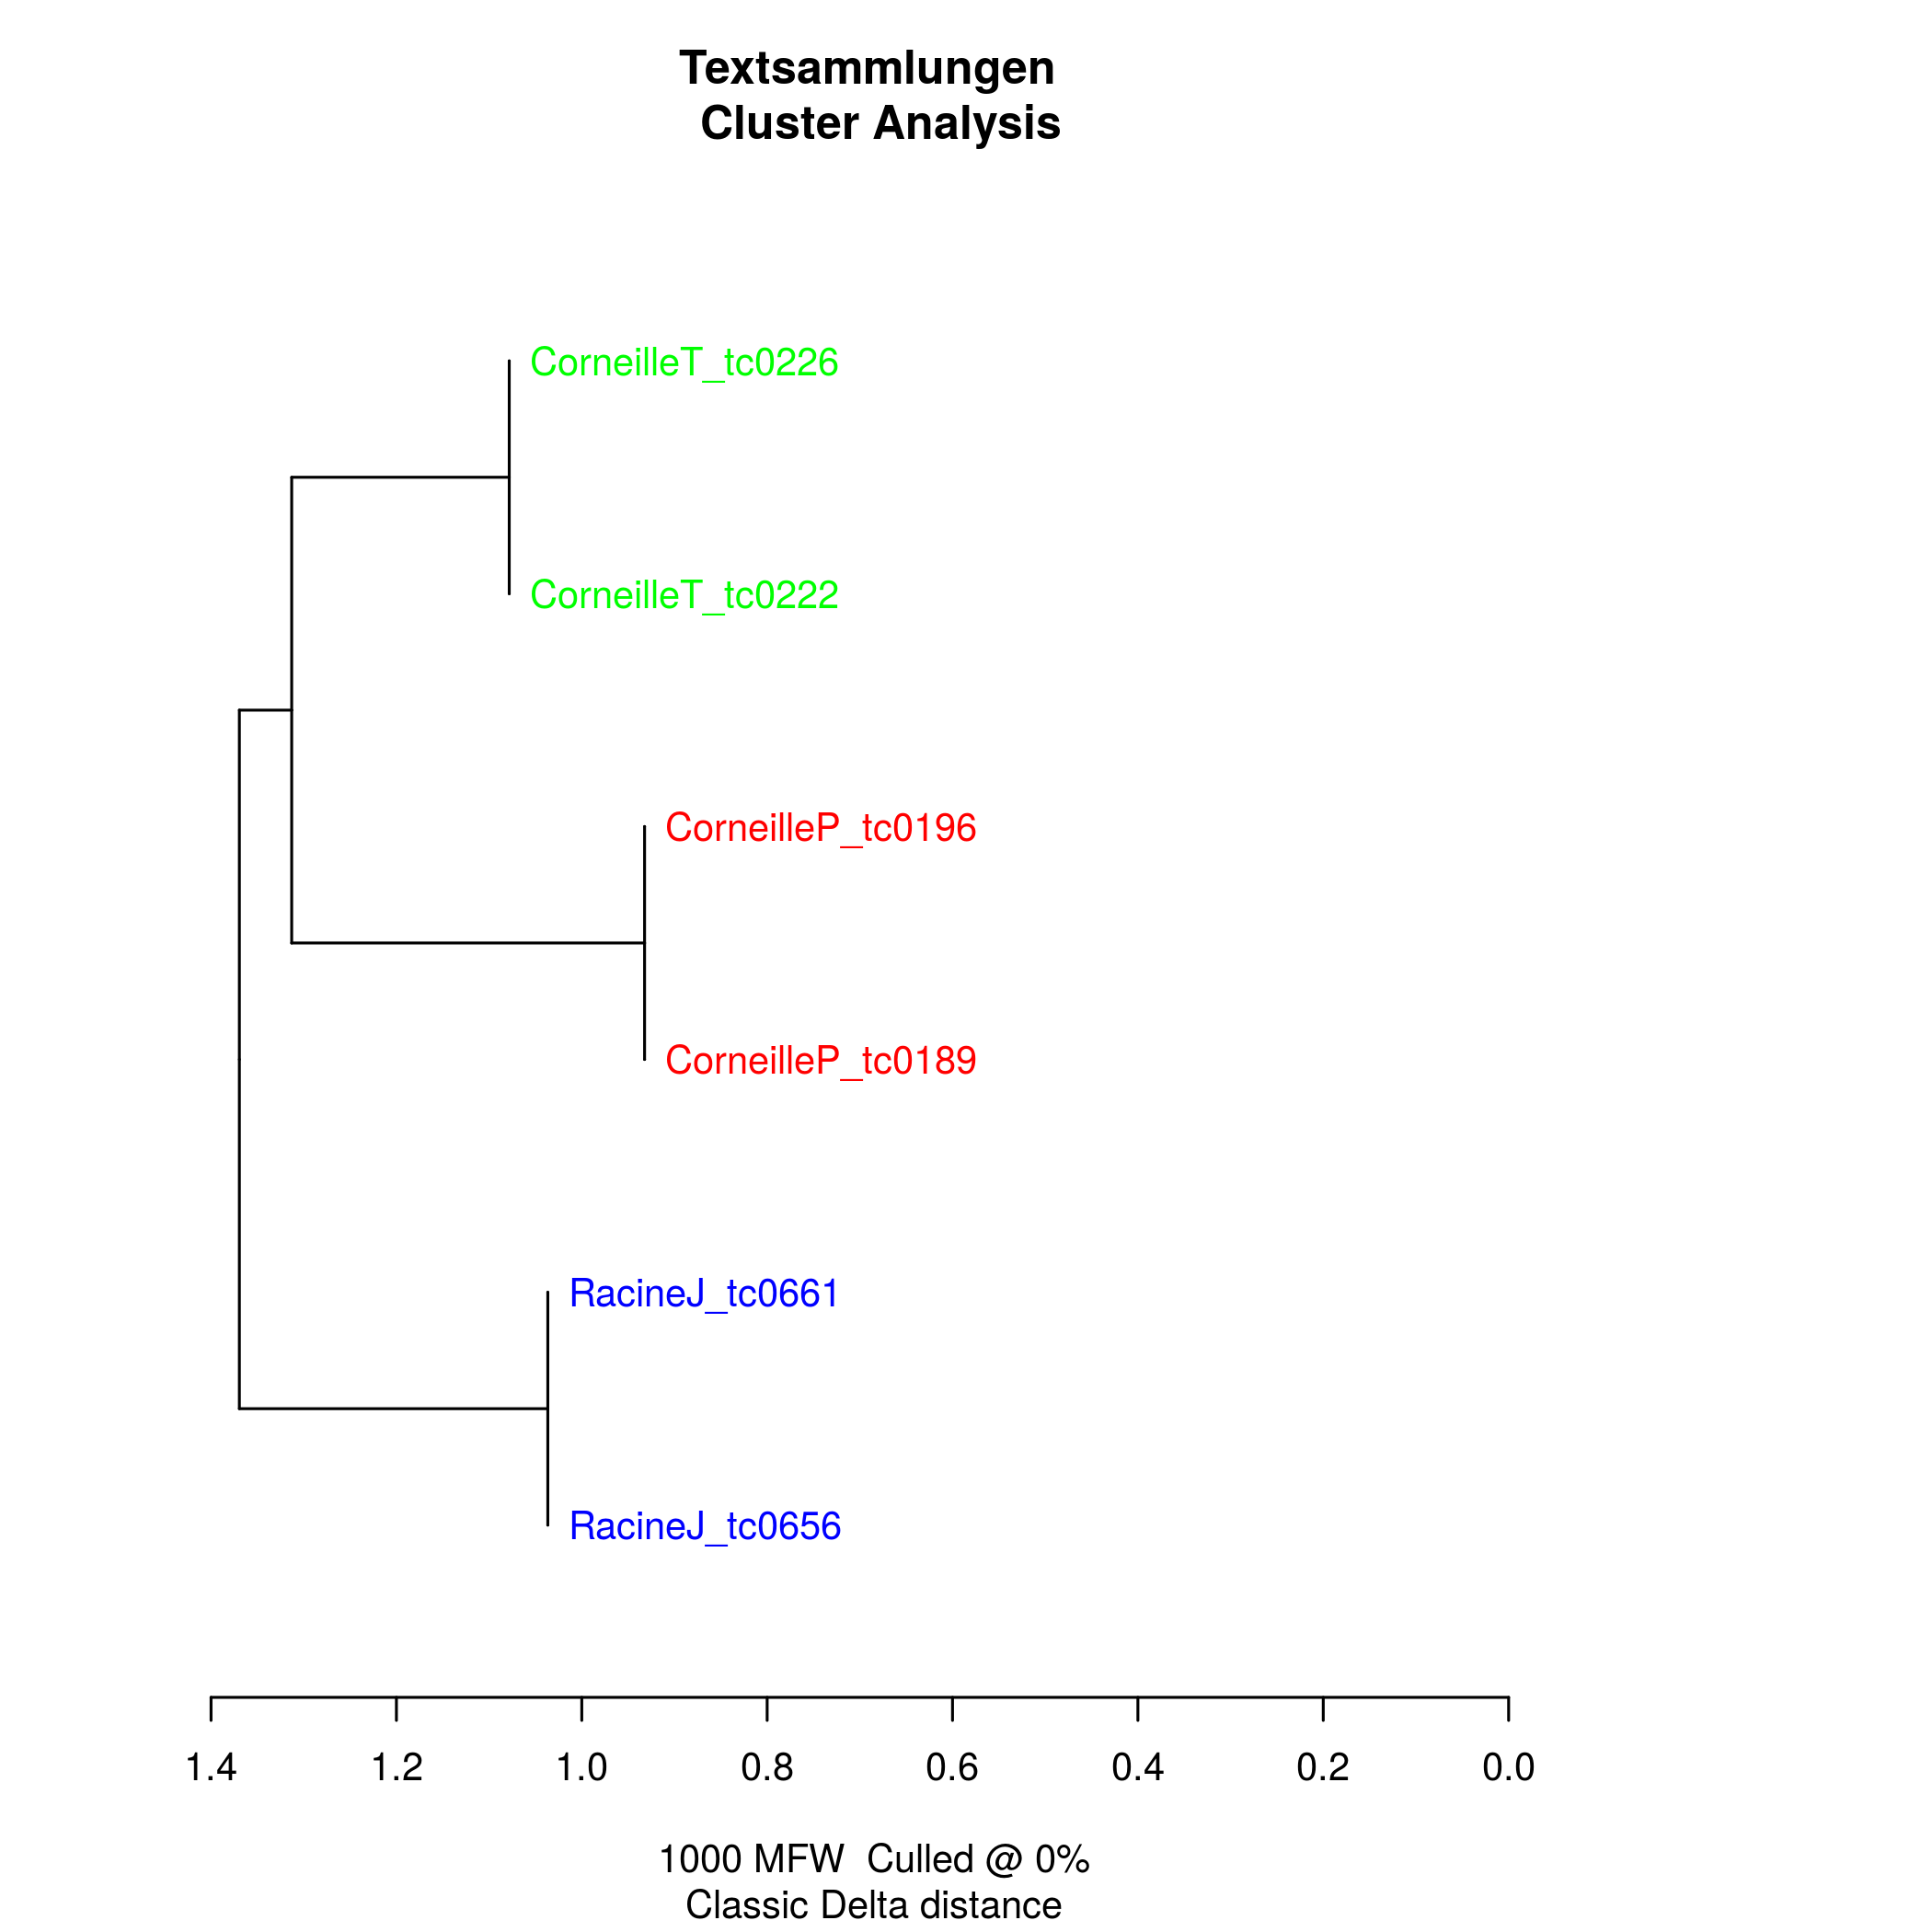 Textsammlungen
Cluster Analysis
CorneilleT_tc0226
CorneilleT_tc0222
CorneilleP_tc0196
CorneilleP_tc0189
RacineJ_tc0661
RacineJ_tc0656
1.4 1.2 1.0 0.8 0.6 0.4 0.2 0.0
1000 MFW  Culled @ 0%
Classic Delta distance